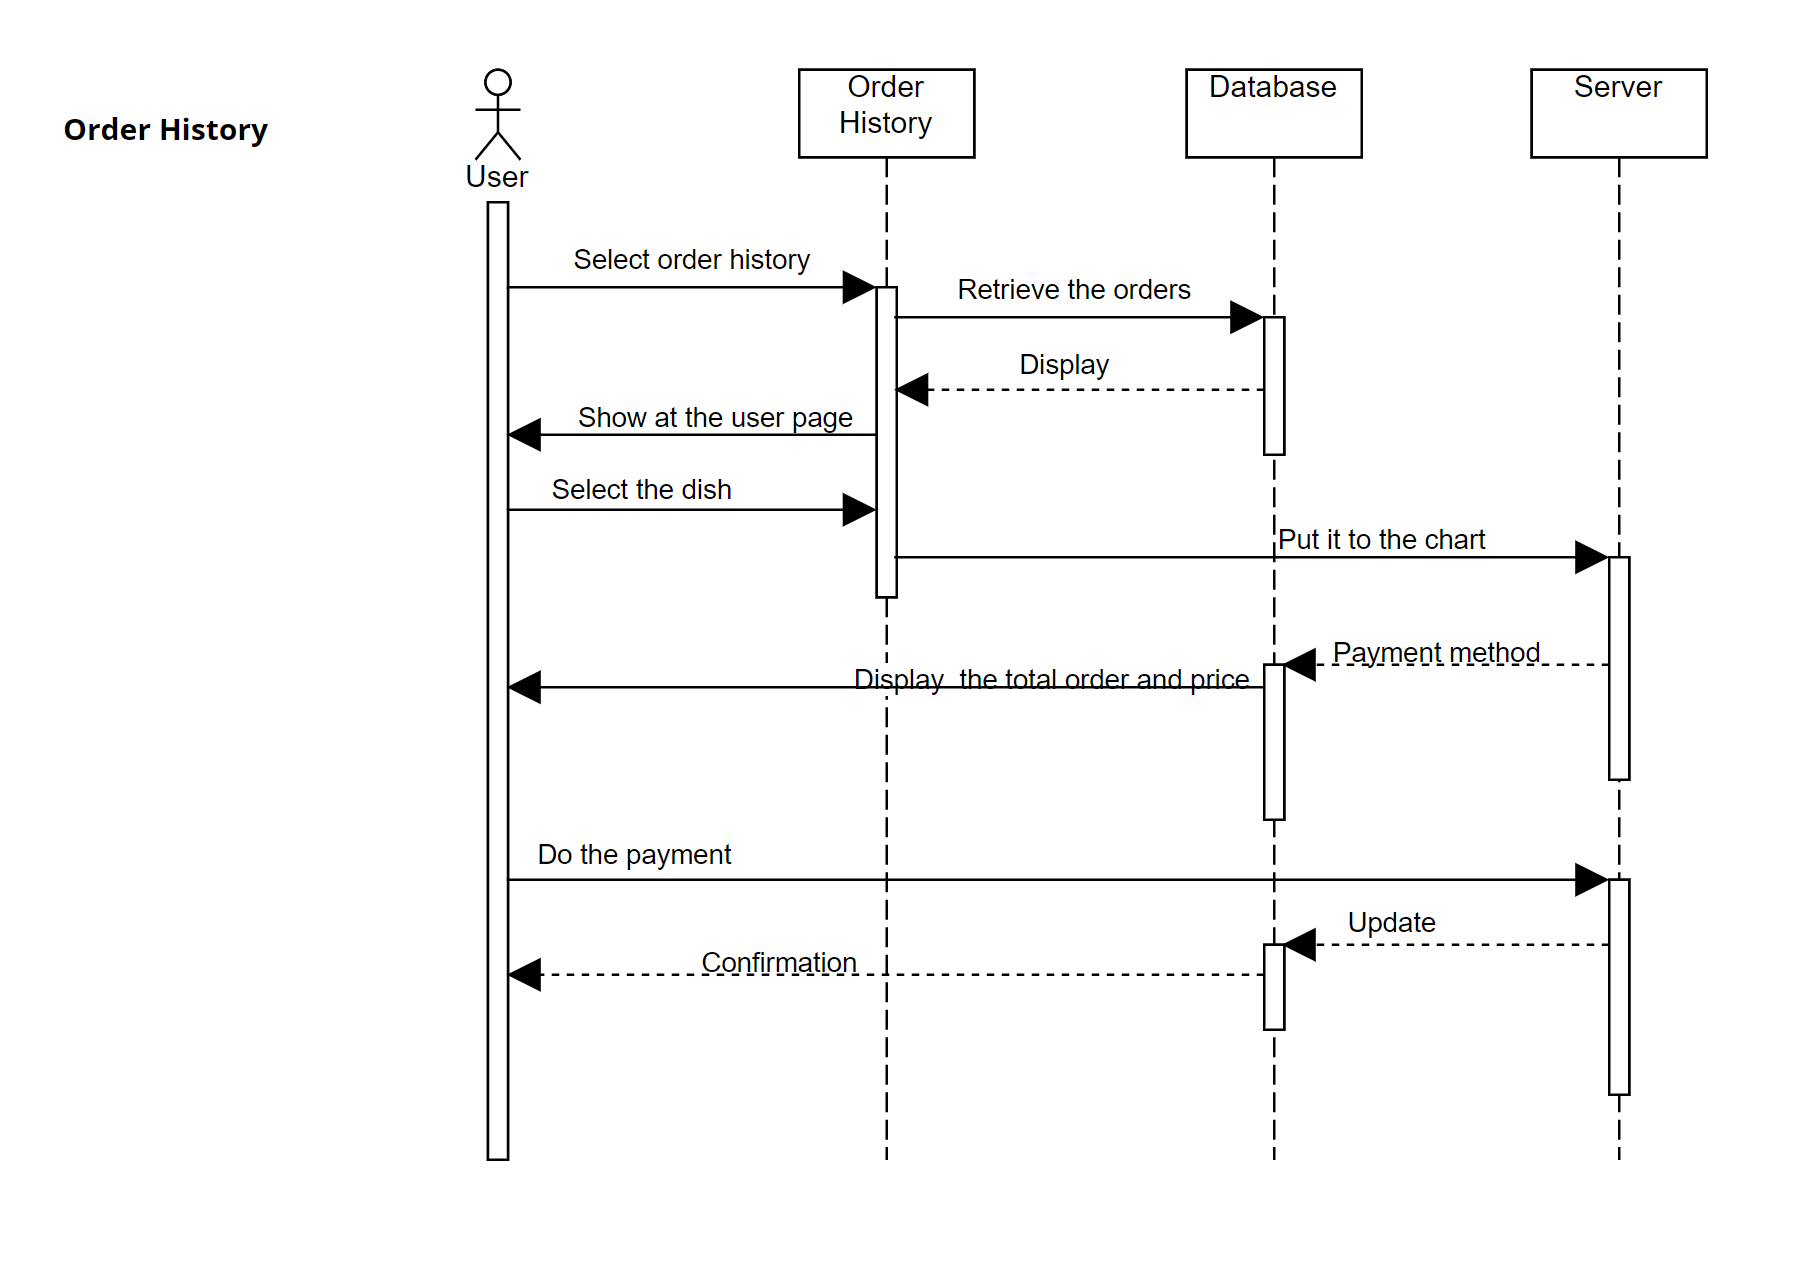 Order History
User
Order
History
Database
Server
Select order history
Retrieve the orders
Display
Show at the user page
Select the dish
Put it to the chart
Payment method
Display  the total order and price
Do the payment
Update
Confirmation